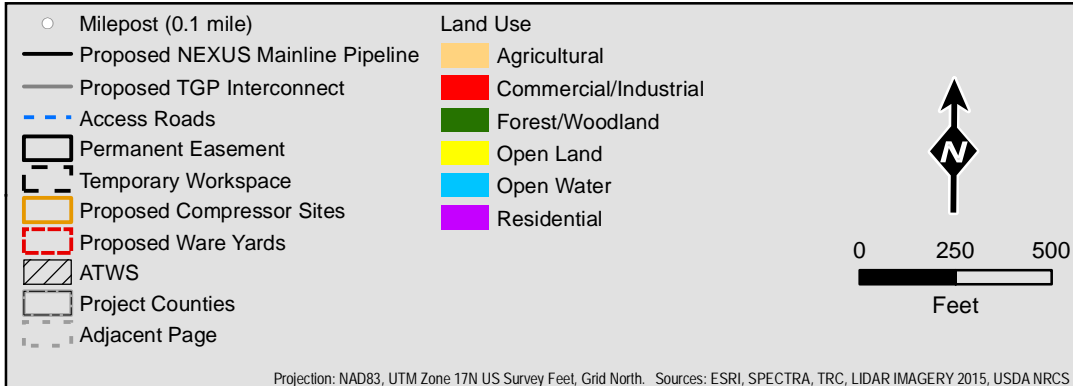 Milepost (0.1 mile)
Proposed NEXUS Mainline Pipeline
Proposed TGP Interconnect
Access Roads
Permanent Easement
Temporary Workspace
Proposed Compressor Sites
Proposed Ware Yards
ATWS
Project Counties
Adjacent Page
Land Use
Agricultural
Commercial/Industrial
Forest/Woodland
Open Land
Open Water
Residential
N
0 250 500
Feet
Projection: NAD83, UTM Zone 17N US Survey Feet, Grid North. Sources: ESRI, SPECTRA, TRC, LIDAR IMAGERY 2015, USDA NRCS